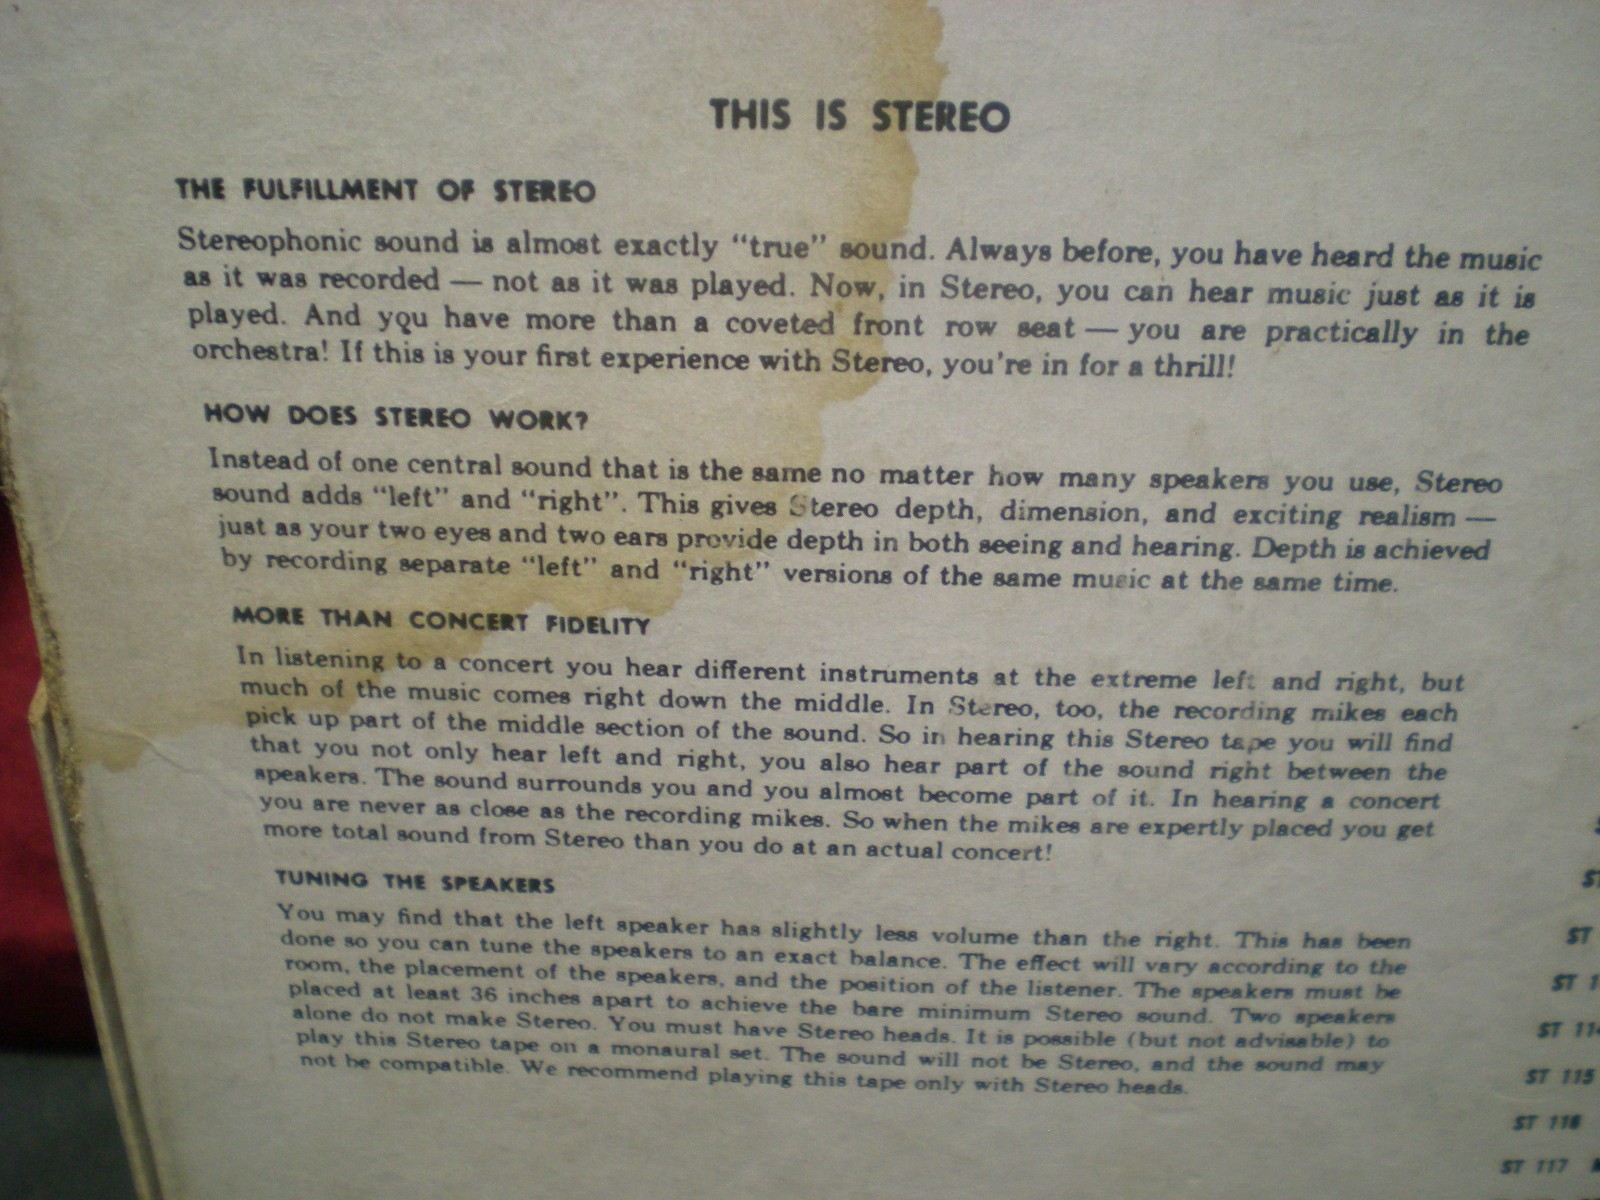 THIS IS STEREO
THE FULFILLMENT OF STEREO
Stereophonic sound is almost exactly “true” sound. Always before, you have heard the music
as it was recorded — not as it was played. Now, in Stereo, you can hear music just as it is
played. And you have more than a coveted front row seat — you are practically in the
orchestra! If this is your first experience with Stereo, you're in for a thrill!
HOW DOES STEREO WORK?
Instead of one central sound that is the same no matter how many speakers you use, Stereo
sound adds “left” and “right”. This gives Stereo depth, dimension, and exciting realism —
just as your two eyes and two ears provide depth in both seeing and hearing. Depth is achieved
by recording separate “left” and “right” versions of the same music at the same time.
MORE THAN CONCERT FIDELITY
In listening to a concert you hear different instruments at the extreme left and right, but
much of the music comes right down the middle. In Stereo, too, the recording mikes each
pick up part of the middle section of the sound. So in hearing this Stereo tape you will find
that you not only hear left and right, you also hear part of the sound right between the
speakers. The sound surrounds you and you almost become part of it. In hearing a concert
you are never as close as the recording mikes. So when the mikes are expertly placed you get
more total sound from Stereo than you do at an actual concert!
TUNING THE SPEAKERS
You may find that the left speaker has slightly less volume than the right. This has been
done so you can tune the speakers to an exact balance. The effect will vary according to the
room, the placement of the speakers, and the position of the listener. The speakers must be
placed at least 36 inches apart to achieve the bare minimum Stereo sound. Two speakers
alone do not make Stereo. You must have Stereo heads. It is possible (but not advisable) to
play this Stereo tape on a monaural set. The sound will not be Stereo, and the sound may
not be compatible. We recommend playing this tape only with Stereo heads.
ST
ST
ST 1
ST 114
ST 115
ST 116
ST 117